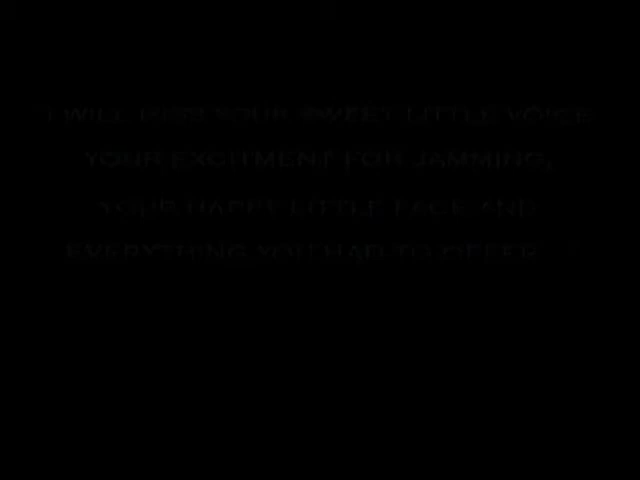 I WILL MISS YOUR SWEET LITTLE VOICE
YOUR EXCITMENT FOR JAMMING,
YOUR HAPPY LITTLE FACE AND
EVERYTHING YOU HAD TO OFFER...